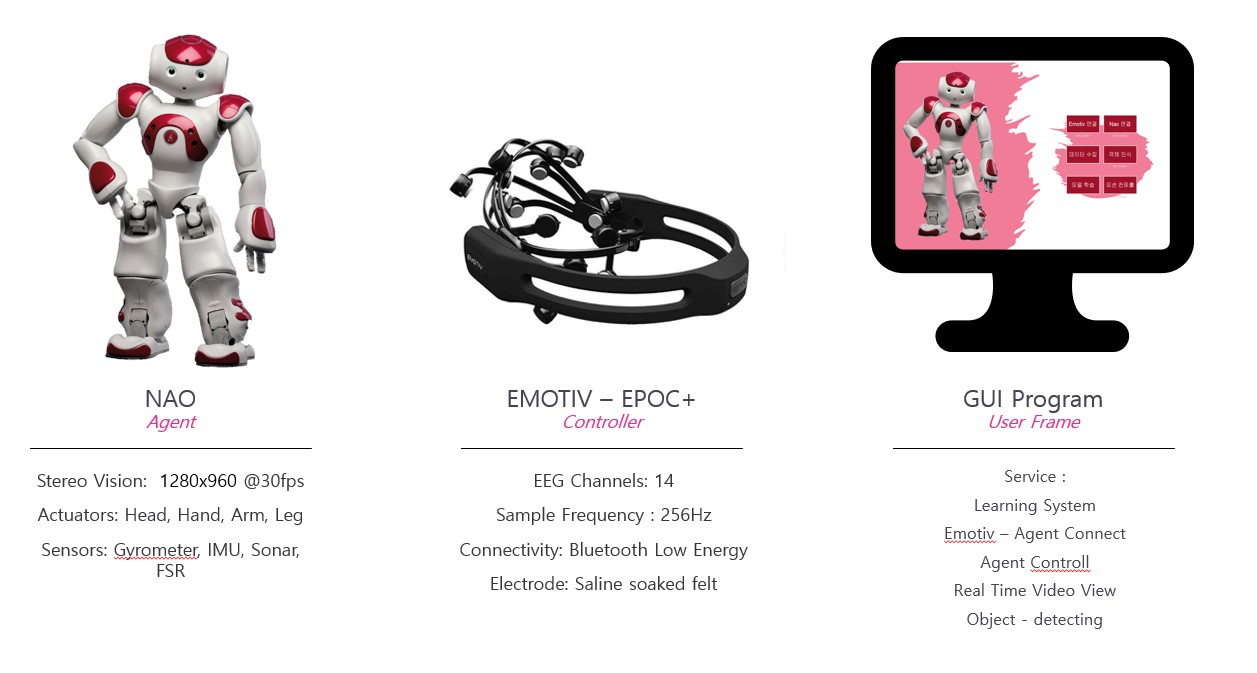 Emotiv 연결
Nao 연결
데이타 수집
객체 인식
모델 학습
모션 컨트롤
EMOTIV
NAO
Agent
Stereo Vision:  1280x960 @30fps
Actuators: Head, Hand, Arm, Leg
Sensors: Gyrometer, IMU, Sonar,
FSR
EMOTIV – EPOC+
Controller
EEG Channels: 14
Sample Frequency : 256Hz
Connectivity: Bluetooth Low Energy
Electrode: Saline soaked felt
GUI Program
User Frame
Service :
Learning System
Emotiv – Agent Connect
Agent Controll
Real Time Video View
Object - detecting